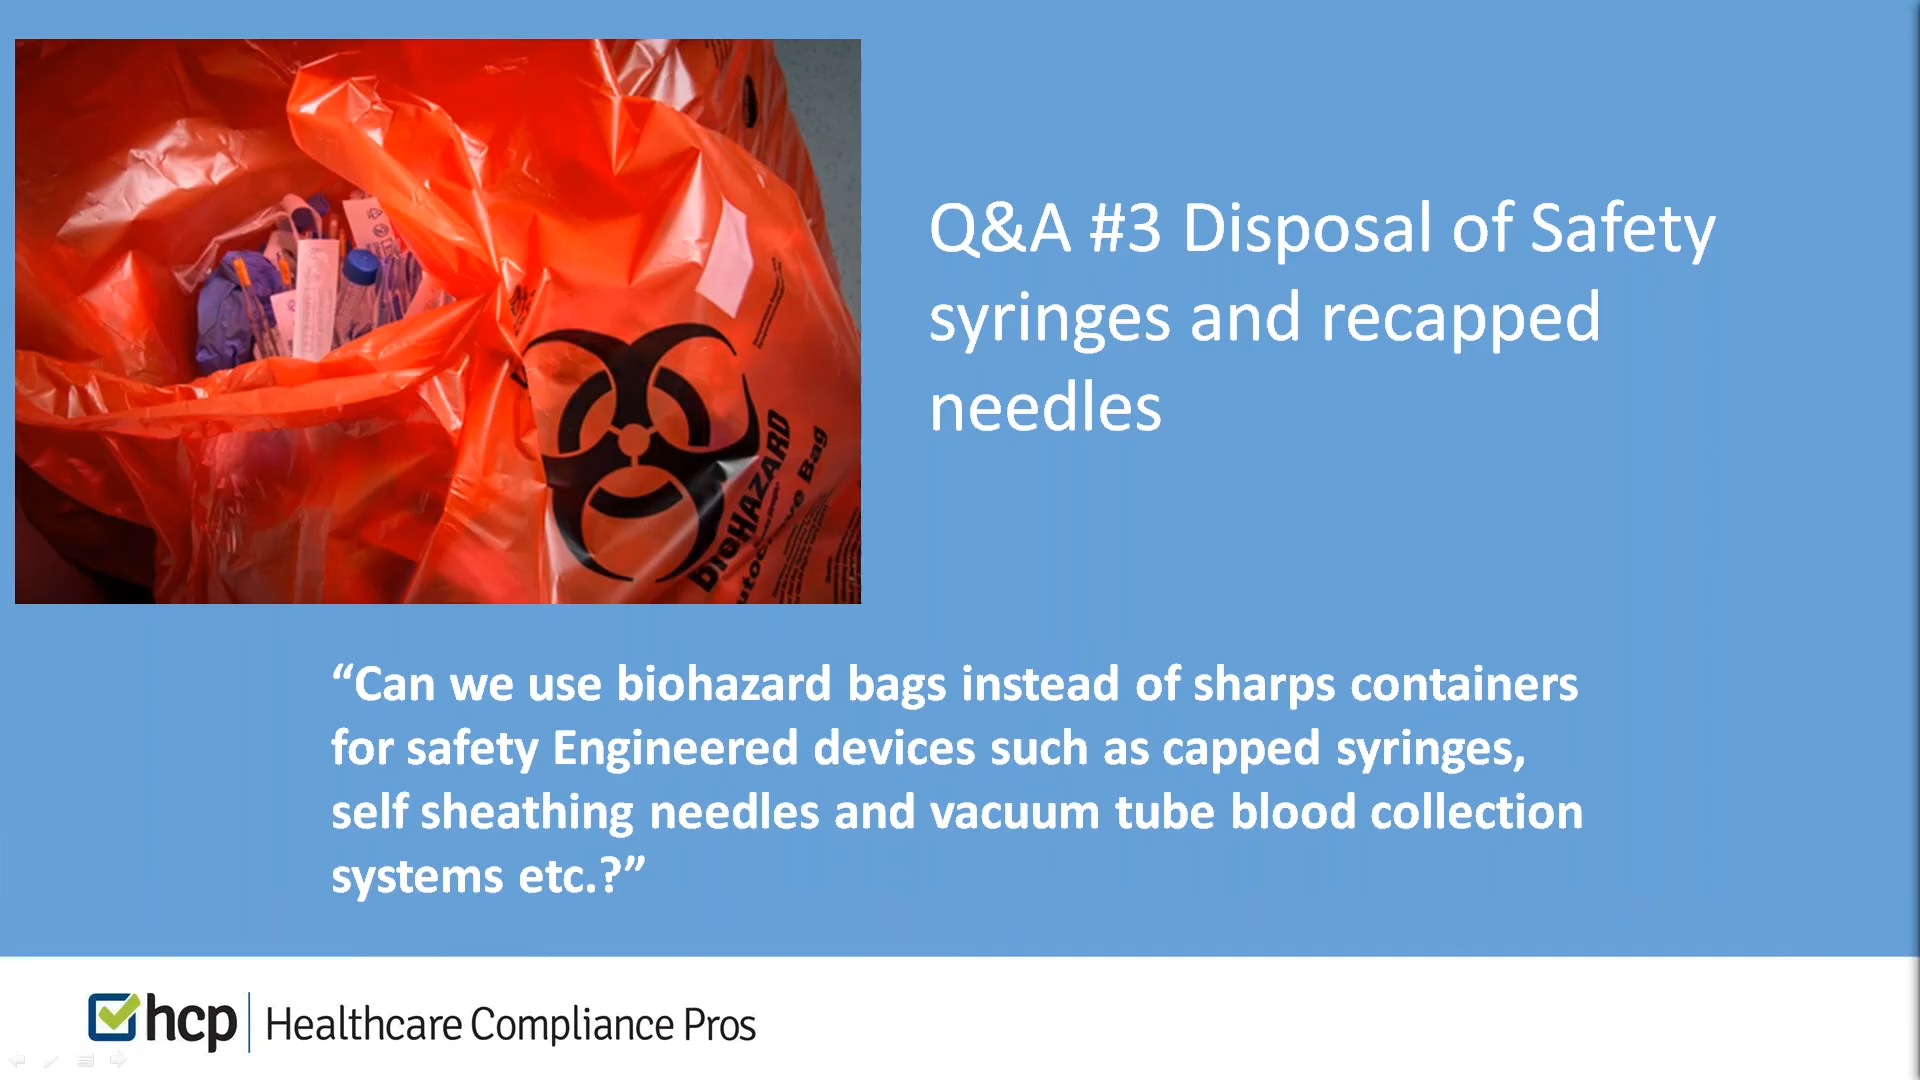 Q&A #3 Disposal of Safety
syringes and recapped
needles
BIOHAZARD
“Can we use biohazard bags instead of sharps containers
for safety Engineered devices such as capped syringes,
self sheathing needles and vacuum tube blood collection
systems etc.?”
hcp
Healthcare Compliance Pros